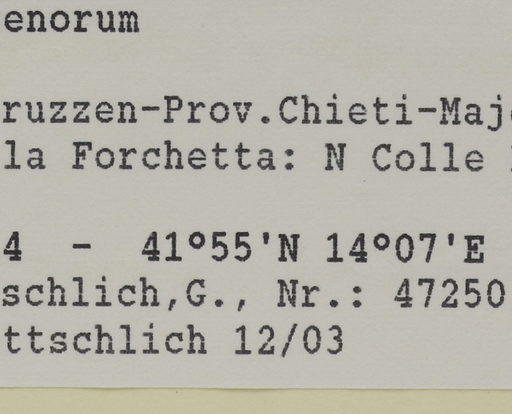 enorum
ruzzen-Prov.Chieti-Maj
la Forchetta: N Colle
4 - 41°55'N 14°07'E
schlich,G., Nr.: 47250
ttschlich 12/03